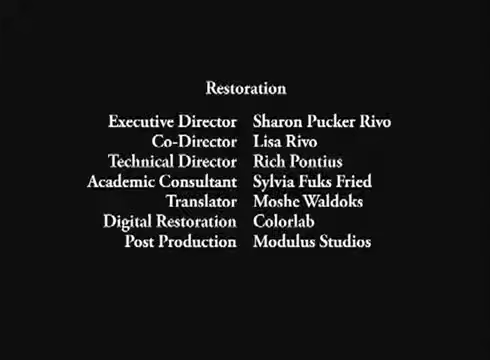 Restoration
Executive Director Sharon Pucker Rivo
Co-Director Lisa Rivo
Technical Director Rich Pontius
Academic Consultant Sylvia Fuks Fried
Translator Moshe Waldoks
Digital Restoration Colorlab
Post Production Modulus Studios